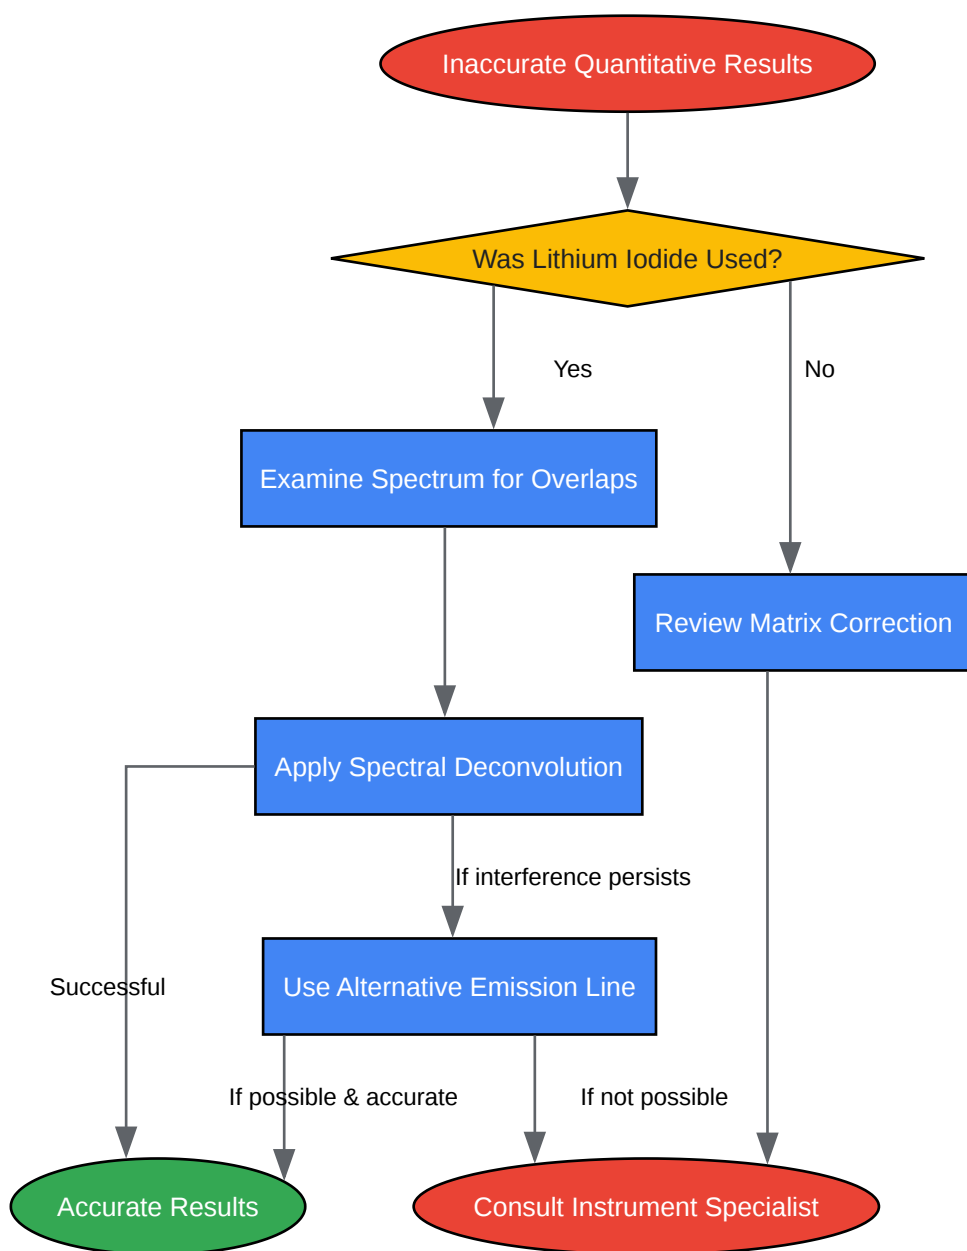 Inaccurate Quantitative Results
Was Lithium Iodide Used?
Yes
No
Examine Spectrum for Overlaps
Review Matrix Correction
Apply Spectral Deconvolution
If interference persists
Use Alternative Emission Line
Successful
If possible & accurate
If not possible
Accurate Results
Consult Instrument Specialist